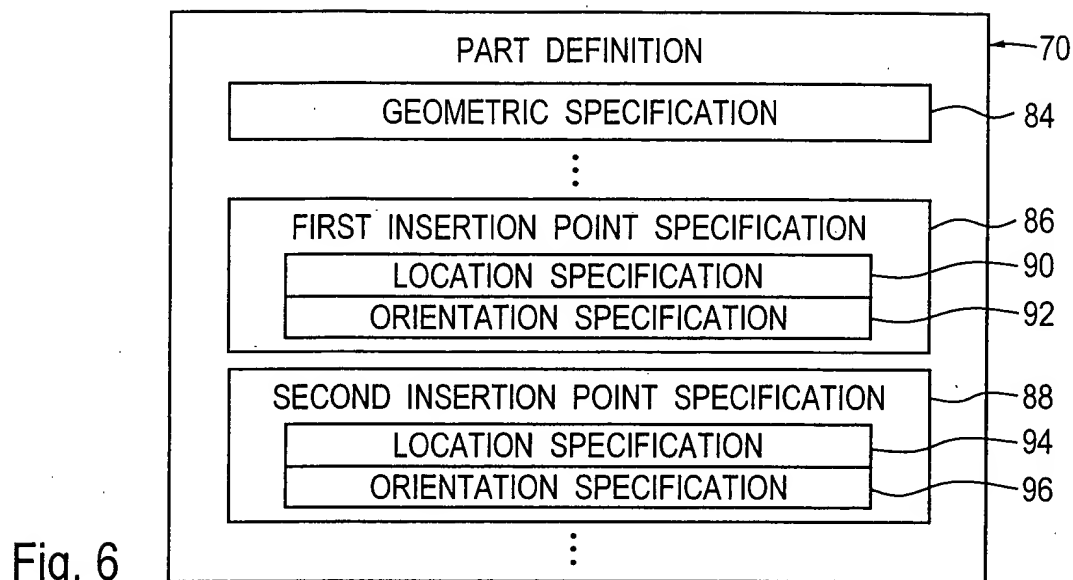 PART DEFINITION
70
GEOMETRIC SPECIFICATION
84
FIRST INSERTION POINT SPECIFICATION
86
LOCATION SPECIFICATION
90
ORIENTATION SPECIFICATION
92
SECOND INSERTION POINT SPECIFICATION
88
LOCATION SPECIFICATION
94
ORIENTATION SPECIFICATION
96
Fig. 6